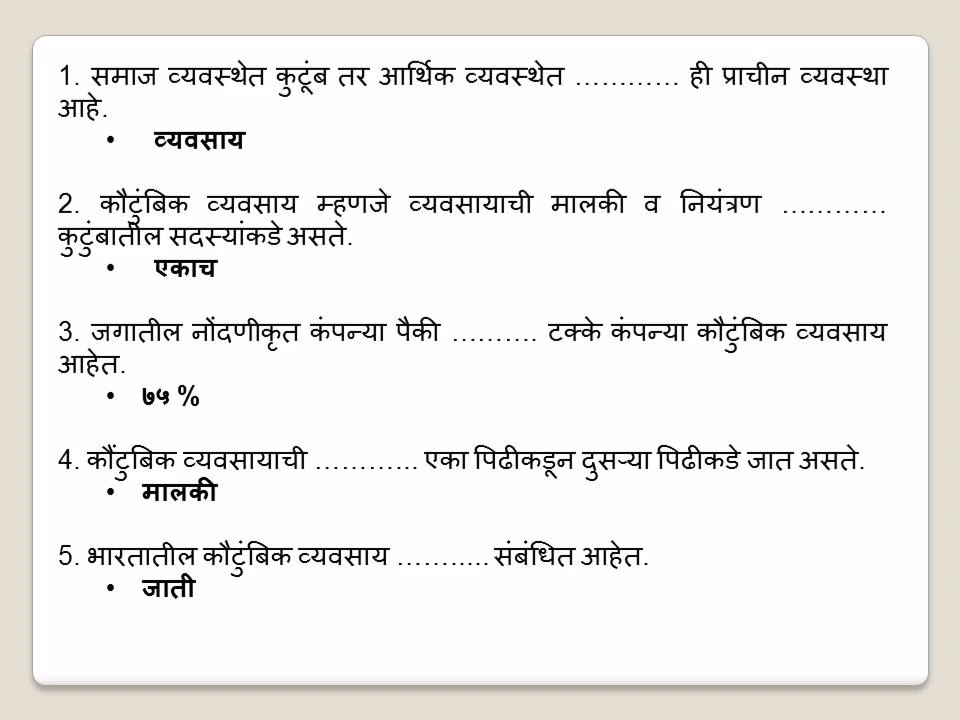 1. समाज व्यवस्थेत कुटूंब तर आर्थिक व्यवस्थेत ………… ही प्राचीन व्यवस्था
आहे.
• व्यवसाय
2. कौटुंबिक व्यवसाय म्हणजे व्यवसायाची मालकी व नियंत्रण …………
कुटुंबातील सदस्यांकडे असते.
• एकाच
3. जगातील नोंदणीकृत कंपन्या पैकी ………. टक्के कंपन्या कौटुंबिक व्यवसाय
आहेत.
• ७५ %
4. कौंटुबिक व्यवसायाची …………. एका पिढीकडून दुसऱ्या पिढीकडे जात असते.
• मालकी
5. भारतातील कौटुंबिक व्यवसाय ……….. संबंधित आहेत.
• जाती